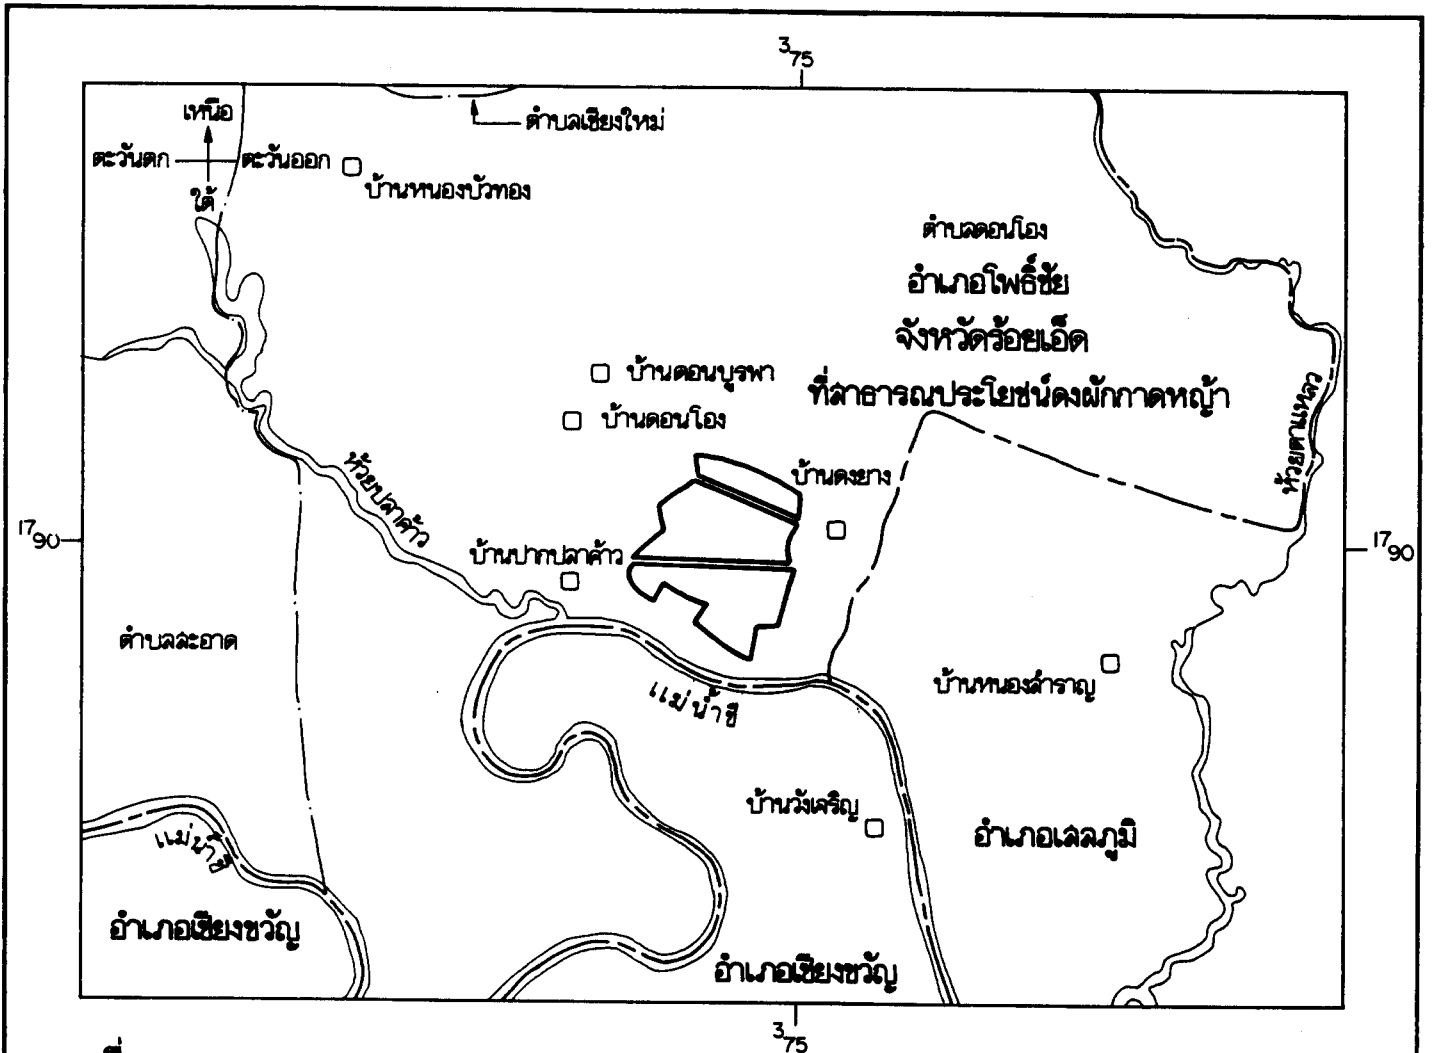 ³75
เหนือ
ตะวันตก ตะวันออก
ใต้
ตำบลเชียงใหม่
บ้านหนองบัวทอง
ตำบลดอนโอง
อำเภอโพธิ์ชัย
จังหวัดร้อยเอ็ด
ที่สาธารณประโยชน์ดงผักกาดหญ้า
บ้านดอนบูรพา
บ้านดอนโอง
ห้วยตาแหลว
ห้วยปลาค้าว
บ้านดงยาง
¹⁷90
¹⁷90
บ้านปากปลาค้าว
ตำบลสะอาด
แม่น้ำชี
บ้านหนองสำราญ
บ้านวังเจริญ
แม่น้ำชี
อำเภอเสลภูมิ
อำเภอเชียงขวัญ
อำเภอเชียงขวัญ
³75